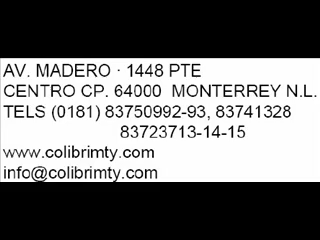 AV. MADERO · 1448 PTE
CENTRO CP. 64000 MONTERREY N.L.
TELS (0181) 83750992-93, 83741328
83723713-14-15
www.colibrimty.com
info@colibrimty.com